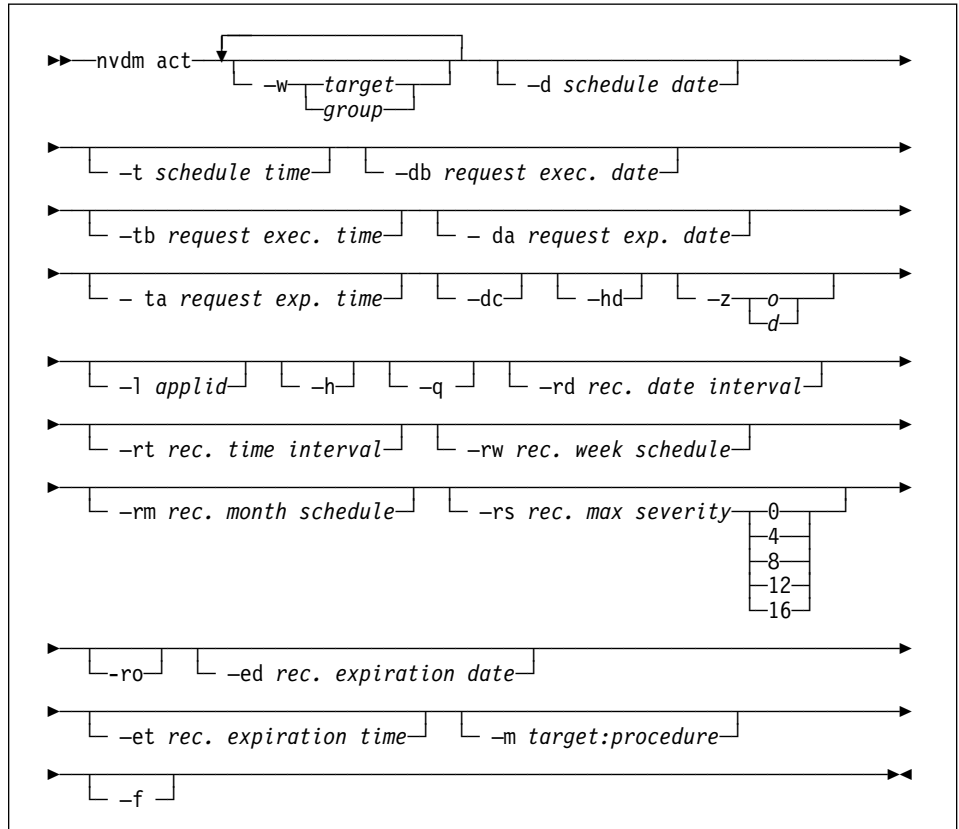 nvdm act –w target –d schedule date
group
–t schedule time –db request exec. date
–tb request exec. time – da request exp. date
– ta request exp. time –dc –hd –z o
d
–l applid –h –q –rd rec. date interval
–rt rec. time interval –rw rec. week schedule
–rm rec. month schedule –rs rec. max severity 0
4
8
12
16
-ro –ed rec. expiration date
–et rec. expiration time –m target:procedure
–f